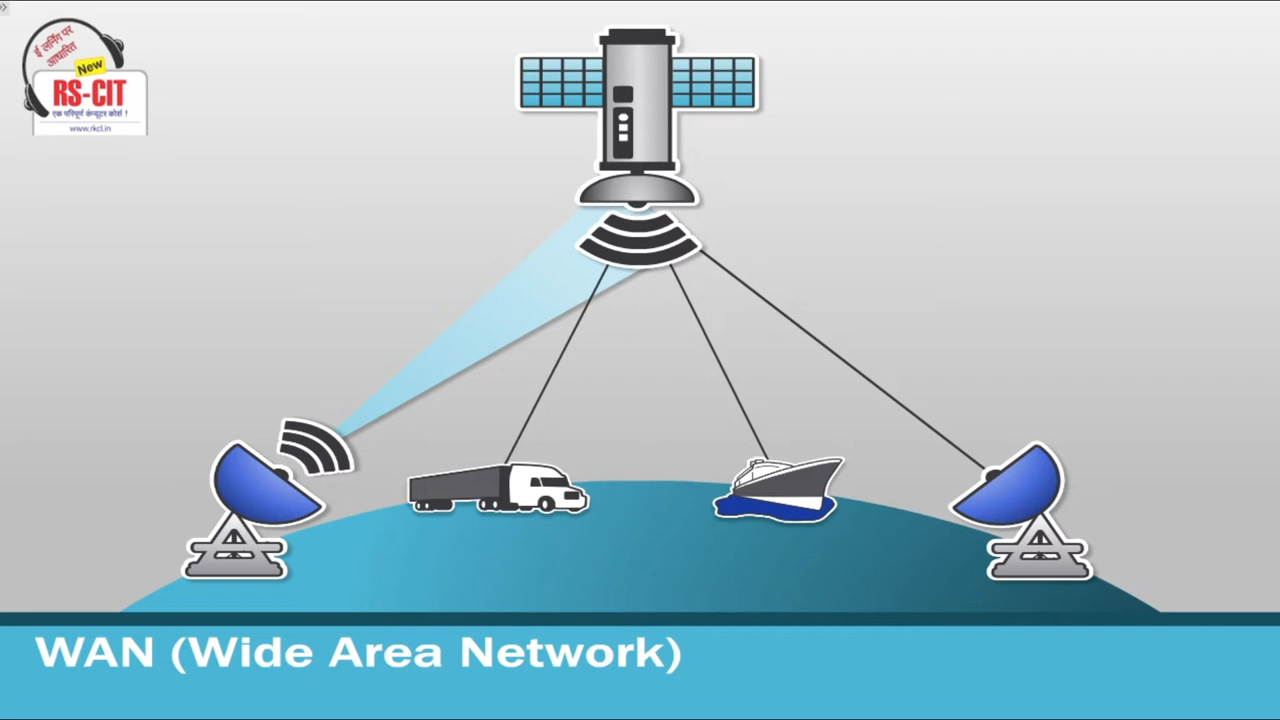 ई लर्निंग पर
आधारित
New
RS-CIT
एक परिपूर्ण कंप्यूटर कोर्स !
www.rkcl.in
WAN (Wide Area Network)